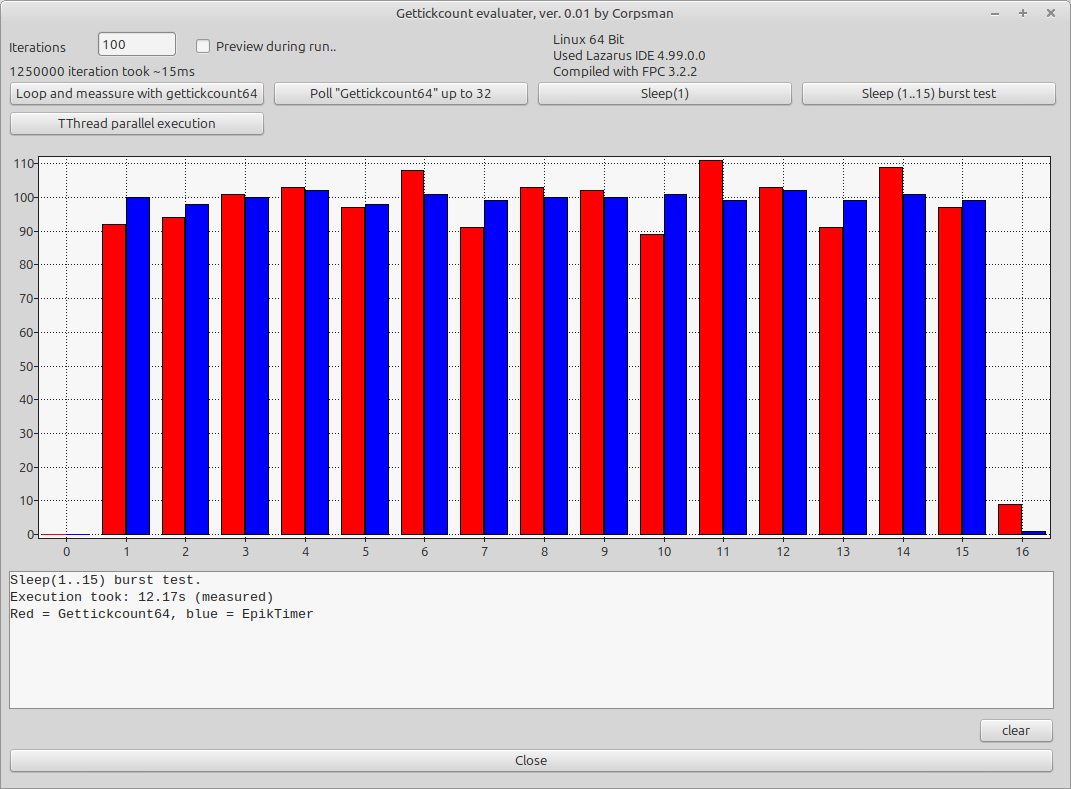 Gettickcount evaluater, ver. 0.01 by Corpsman
Iterations
100
Preview during run..
Linux 64 Bit
Used Lazarus IDE 4.99.0.0
Compiled with FPC 3.2.2
1250000 iteration took ~15ms
Loop and meassure with gettickcount64
Poll "Gettickcount64" up to 32
Sleep(1)
Sleep (1..15) burst test
TThread parallel execution
110
100
90
80
70
60
50
40
30
20
10
0
0 1 2 3 4 5 6 7 8 9 10 11 12 13 14 15 16
Sleep(1..15) burst test.
Execution took: 12.17s (measured)
Red = Gettickcount64, blue = EpikTimer
clear
Close